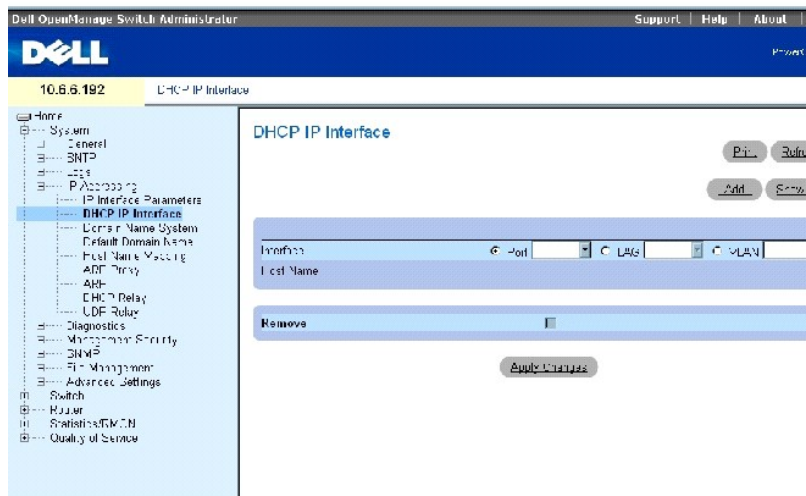 Dell OpenManage Switch Administrator
Support | Help | About |
DELL
10.6.6.192
DHCP IP Interface
Home
System
General
SNTP
Logs
IP Addressing
IP Interface Parameters
DHCP IP Interface
Domain Name System
Default Domain Name
Host Name Mapping
ARP Proxy
ARP
DHCP Relay
UDP Relay
Diagnostics
Management Security
SNMP
File Management
Advanced Settings
Switch
Router
Statistics/RMON
Quality of Service
DHCP IP Interface
Print
Refre
Add
Show
Interface Port LAG VLAN
Host Name
Remove
Apply Changes